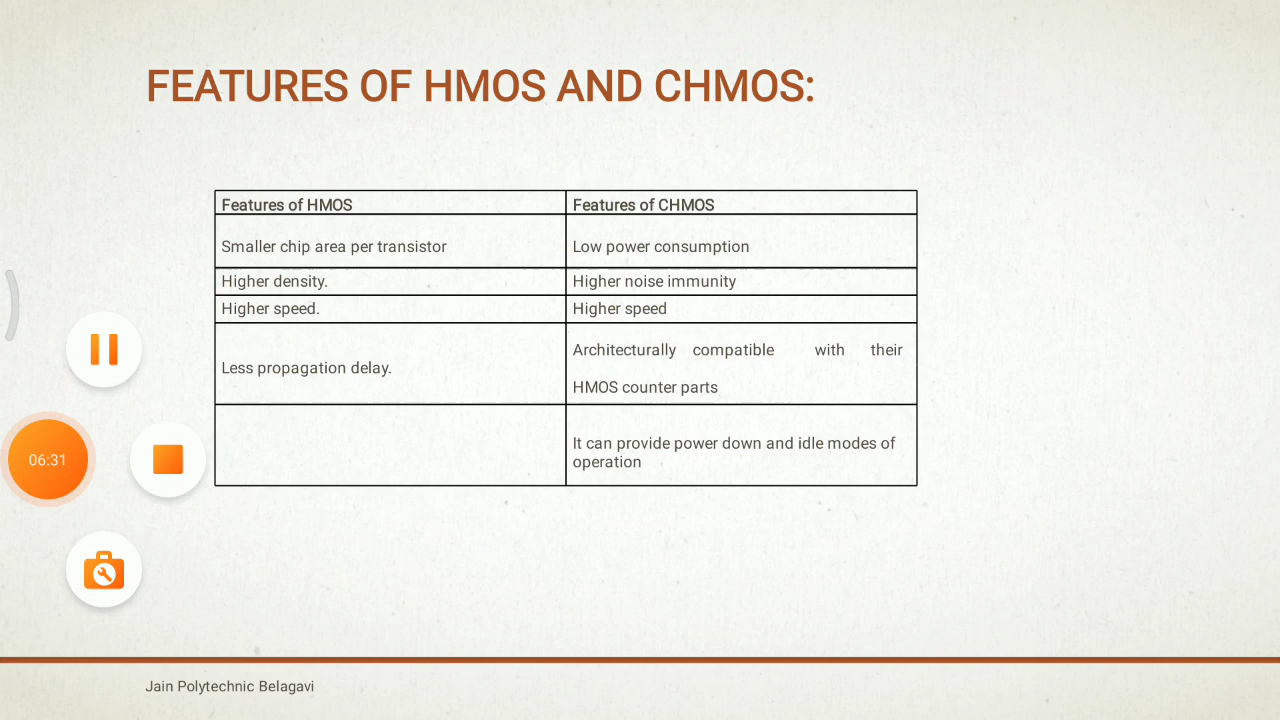 FEATURES OF HMOS AND CHMOS:
Features of HMOS
Features of CHMOS
Smaller chip area per transistor
Low power consumption
Higher density.
Higher noise immunity
Higher speed.
Higher speed
Less propagation delay.
Architecturally compatible with their
HMOS counter parts
It can provide power down and idle modes of
operation
06:31
Jain Polytechnic Belagavi